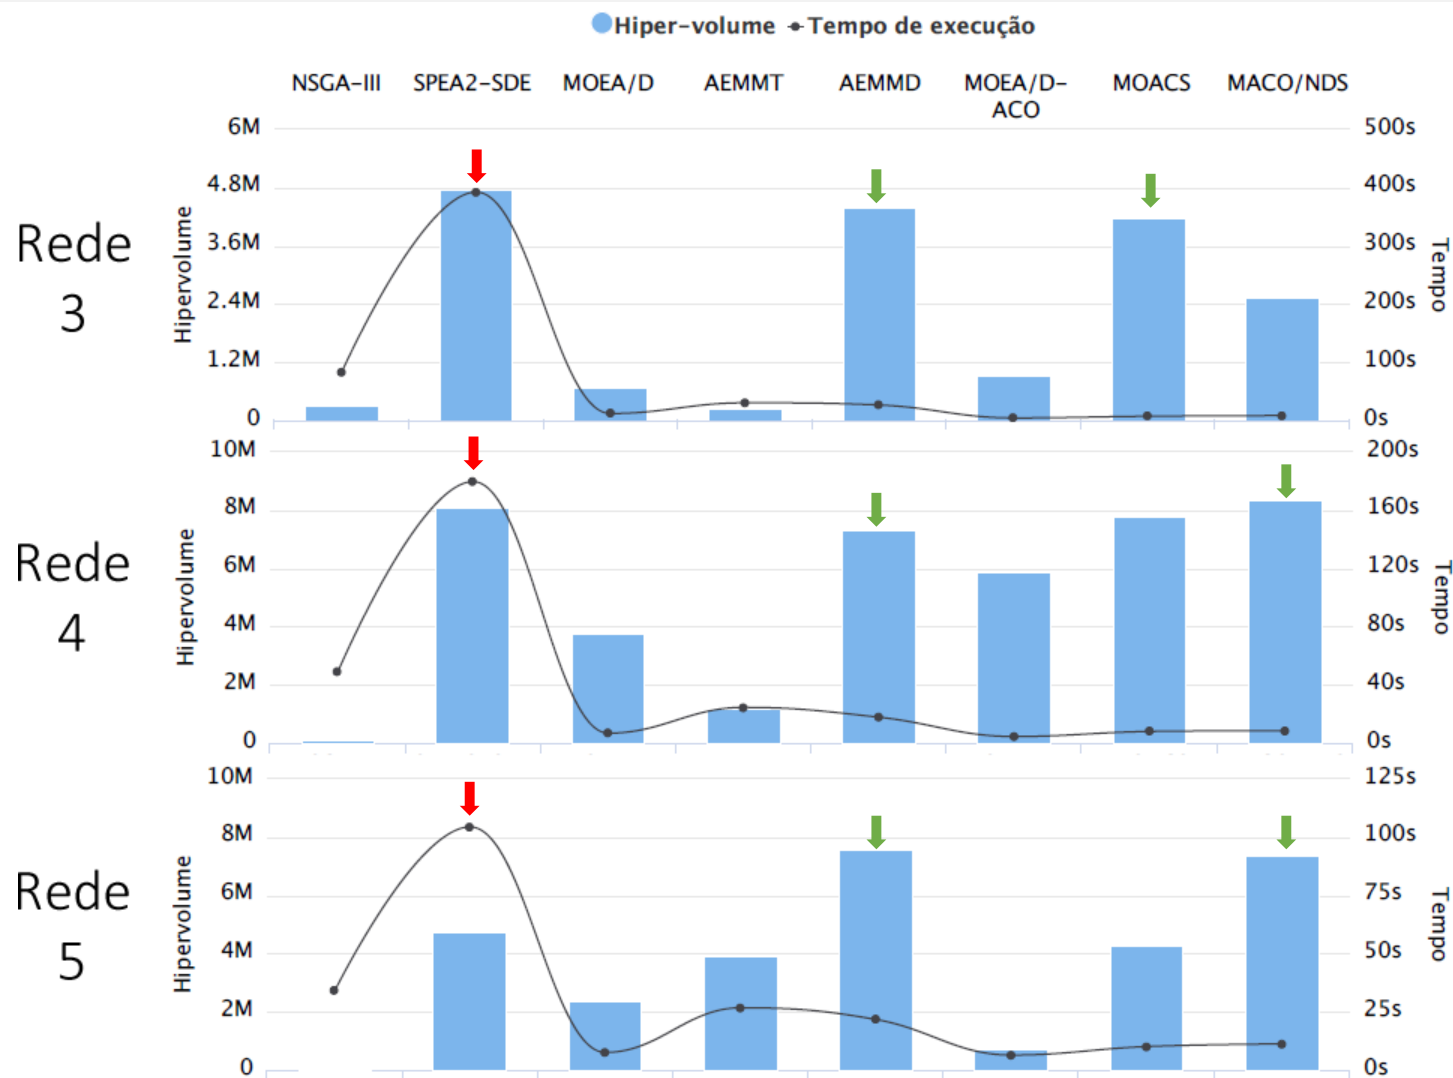 Hiper-volume Tempo de execução
NSGA-III SPEA2-SDE MOEA/D AEMMT AEMMD MOEA/D-ACO MOACS MACO/NDS
Rede
3
Hipervolume
6M
4.8M
3.6M
2.4M
1.2M
0
500s
400s
300s
200s
100s
0s
Tempo
Rede
4
Hipervolume
10M
8M
6M
4M
2M
0
200s
160s
120s
80s
40s
0s
Tempo
Rede
5
Hipervolume
10M
8M
6M
4M
2M
0
125s
100s
75s
50s
25s
0s
Tempo